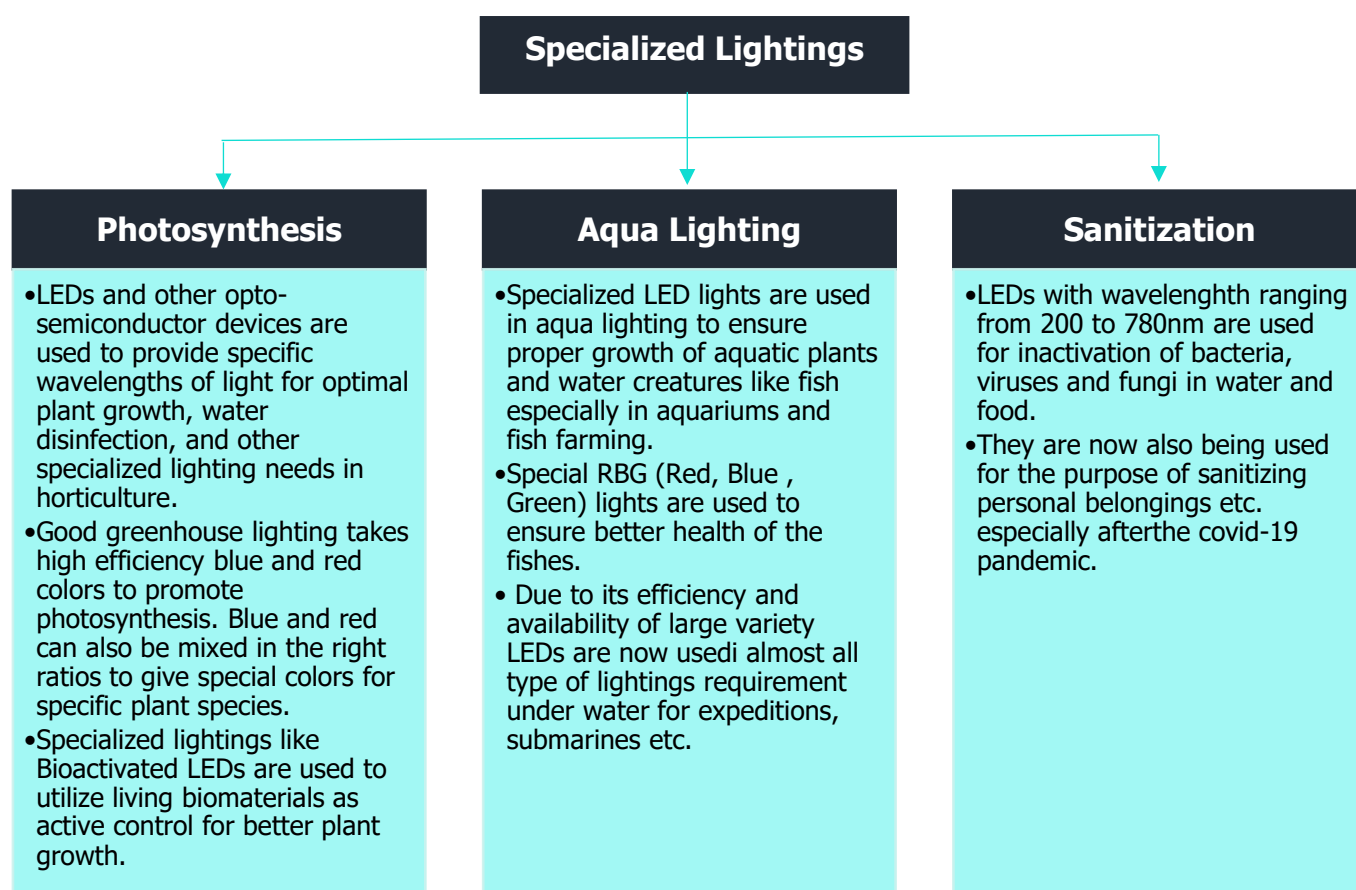 Specialized Lightings
Photosynthesis
•LEDs and other opto-
semiconductor devices are
used to provide specific
wavelengths of light for optimal
plant growth, water
disinfection, and other
specialized lighting needs in
horticulture.
•Good greenhouse lighting takes
high efficiency blue and red
colors to promote
photosynthesis. Blue and red
can also be mixed in the right
ratios to give special colors for
specific plant species.
•Specialized lightings like
Bioactivated LEDs are used to
utilize living biomaterials as
active control for better plant
growth.
Aqua Lighting
•Specialized LED lights are used
in aqua lighting to ensure
proper growth of aquatic plants
and water creatures like fish
especially in aquariums and
fish farming.
•Special RBG (Red, Blue ,
Green) lights are used to
ensure better health of the
fishes.
• Due to its efficiency and
availability of large variety
LEDs are now usedi almost all
type of lightings requirement
under water for expeditions,
submarines etc.
Sanitization
•LEDs with wavelenghth ranging
from 200 to 780nm are used
for inactivation of bacteria,
viruses and fungi in water and
food.
•They are now also being used
for the purpose of sanitizing
personal belongings etc.
especially afterthe covid-19
pandemic.